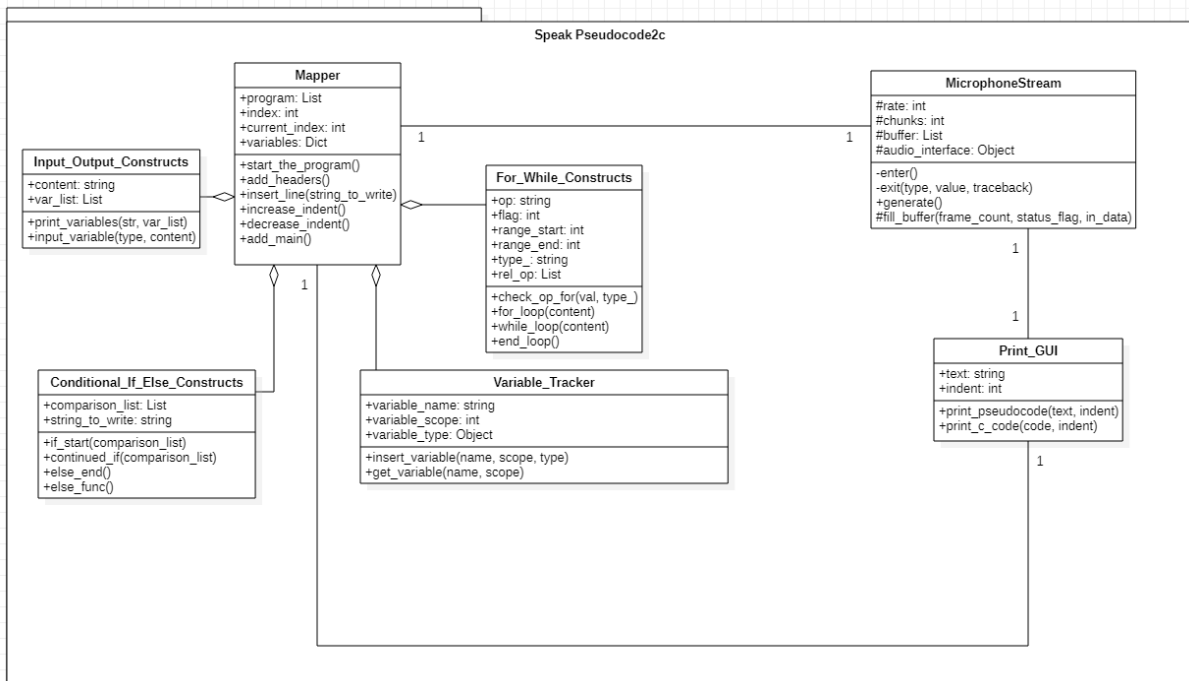 Speak Pseudocode2c
Mapper
+program: List
+index: int
+current_index: int
+variables: Dict
+start_the_program()
+add_headers()
+insert_line(string_to_write)
+increase_indent()
+decrease_indent()
+add_main()
1
1
1
MicrophoneStream
#rate: int
#chunks: int
#buffer: List
#audio_interface: Object
-enter()
-exit(type, value, traceback)
+generate()
#fill_buffer(frame_count, status_flag, in_data)
1
1
Input_Output_Constructs
+content: string
+var_list: List
+print_variables(str, var_list)
+input_variable(type, content)
For_While_Constructs
+op: string
+flag: int
+range_start: int
+range_end: int
+type_: string
+rel_op: List
+check_op_for(val, type_)
+for_loop(content)
+while_loop(content)
+end_loop()
Print_GUI
+text: string
+indent: int
+print_pseudocode(text, indent)
+print_c_code(code, indent)
1
Conditional_If_Else_Constructs
+comparison_list: List
+string_to_write: string
+if_start(comparison_list)
+continued_if(comparison_list)
+else_end()
+else_func()
Variable_Tracker
+variable_name: string
+variable_scope: int
+variable_type: Object
+insert_variable(name, scope, type)
+get_variable(name, scope)